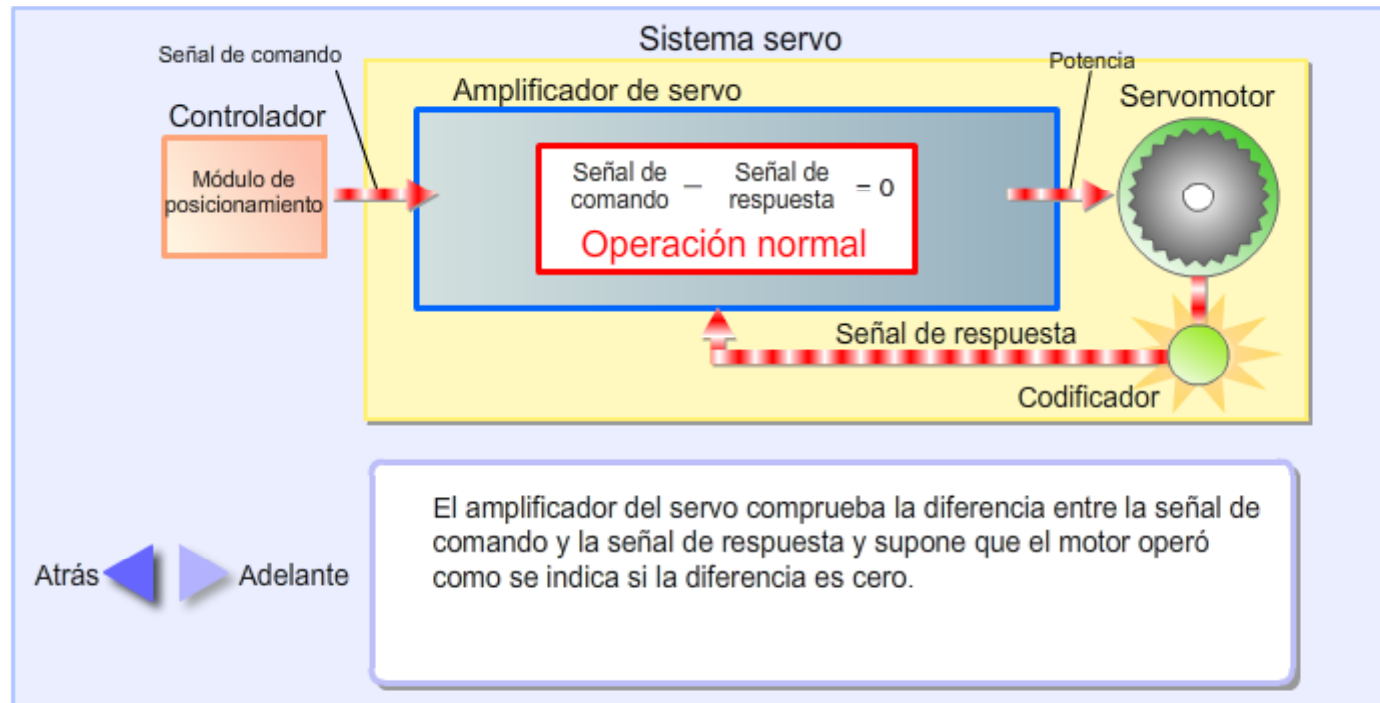 Sistema servo
Señal de comando
Potencia
Amplificador de servo
Servomotor
Controlador
Módulo de
posicionamiento
Señal de
comando
−
Señal de
respuesta
= 0
Operación normal
Señal de respuesta
Codificador
El amplificador del servo comprueba la diferencia entre la señal de
comando y la señal de respuesta y supone que el motor operó
como se indica si la diferencia es cero.
Atrás
Adelante